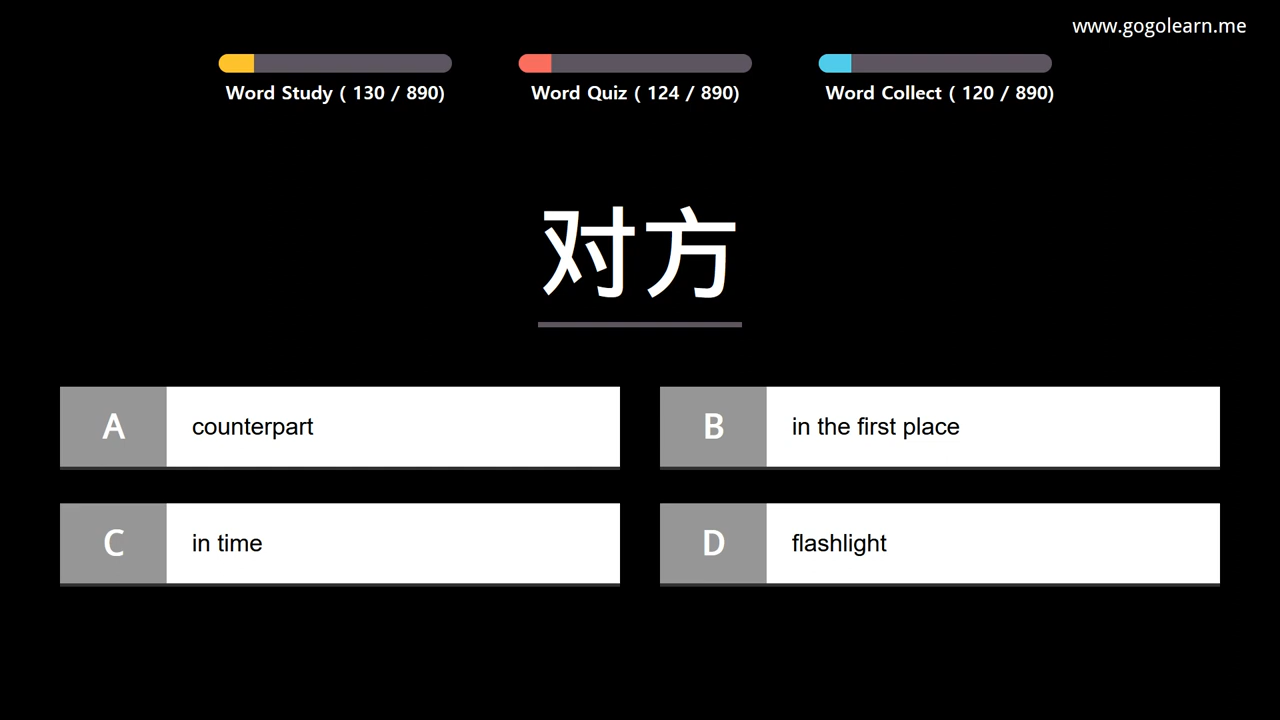 www.gogolearn.me
Word Study ( 130 / 890)
Word Quiz ( 124 / 890)
Word Collect ( 120 / 890)
对方
A
counterpart
B
in the first place
C
in time
D
flashlight